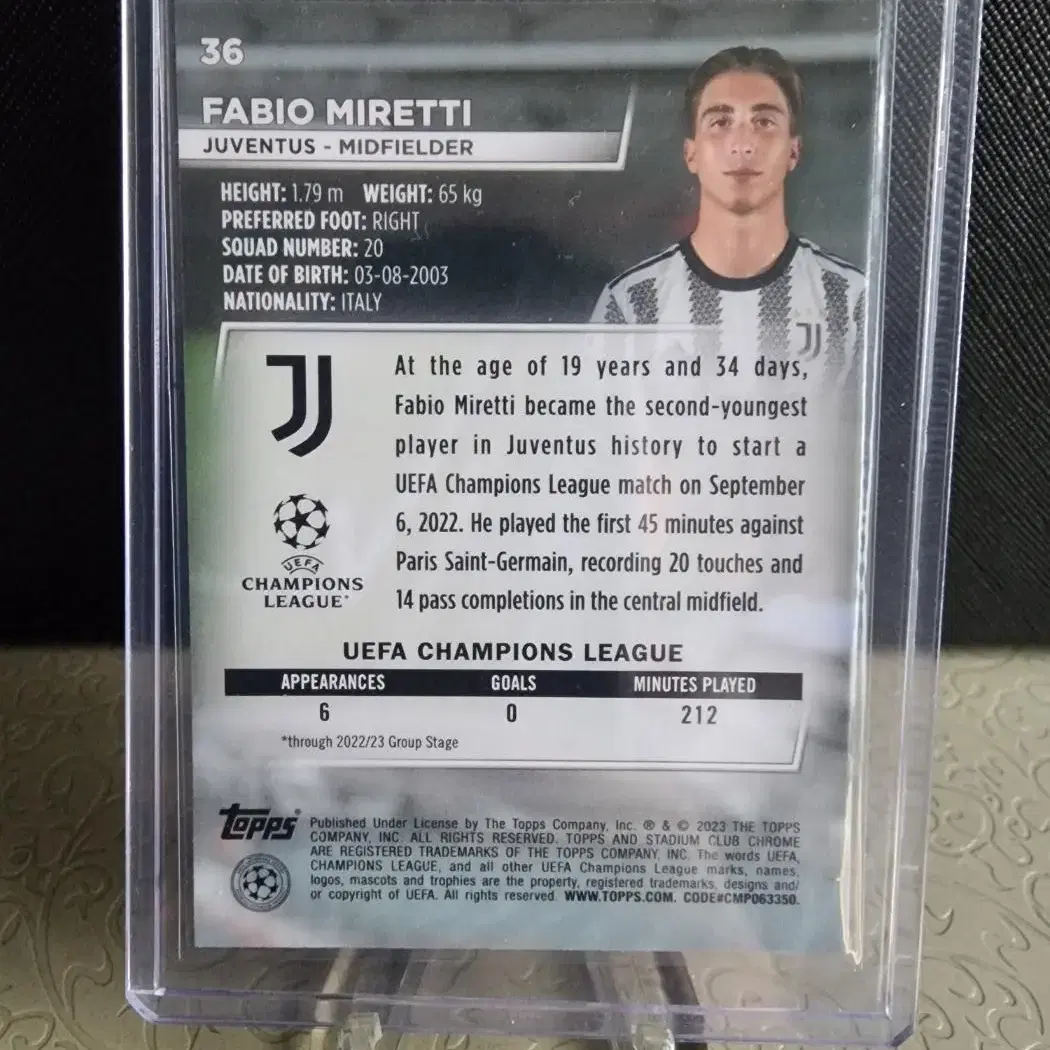 36
FABIO MIRETTI
JUVENTUS - MIDFIELDER
HEIGHT: 1.79 m WEIGHT: 65 kg
PREFERRED FOOT: RIGHT
SQUAD NUMBER: 20
DATE OF BIRTH: 03-08-2003
NATIONALITY: ITALY
At the age of 19 years and 34 days,
Fabio Miretti became the second-youngest
player in Juventus history to start a
UEFA Champions League match on September
6, 2022. He played the first 45 minutes against
Paris Saint-Germain, recording 20 touches and
14 pass completions in the central midfield.
UEFA
CHAMPIONS
LEAGUE®
UEFA CHAMPIONS LEAGUE
APPEARANCES GOALS MINUTES PLAYED
6 0 212
*through 2022/23 Group Stage
Topps®
Published Under License by The Topps Company, Inc. ® & © 2023 THE TOPPS
COMPANY, INC. ALL RIGHTS RESERVED. TOPPS AND STADIUM CLUB CHROME
ARE REGISTERED TRADEMARKS OF THE TOPPS COMPANY, INC. The words UEFA,
CHAMPIONS LEAGUE, and all other UEFA Champions League marks, names,
logos, mascots and trophies are the property, registered trademarks, designs and/
or copyright of UEFA. All rights reserved. WWW.TOPPS.COM. CODE#CMP063350.